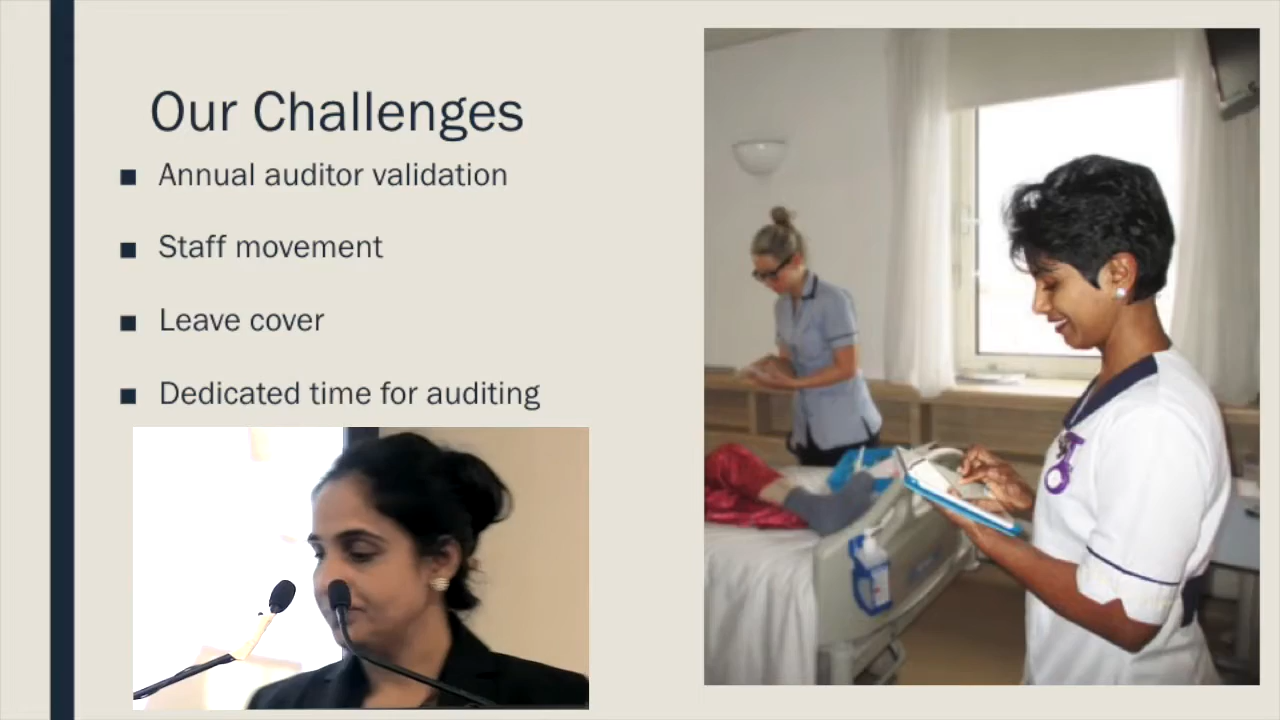 Our Challenges
Annual auditor validation
Staff movement
Leave cover
Dedicated time for auditing